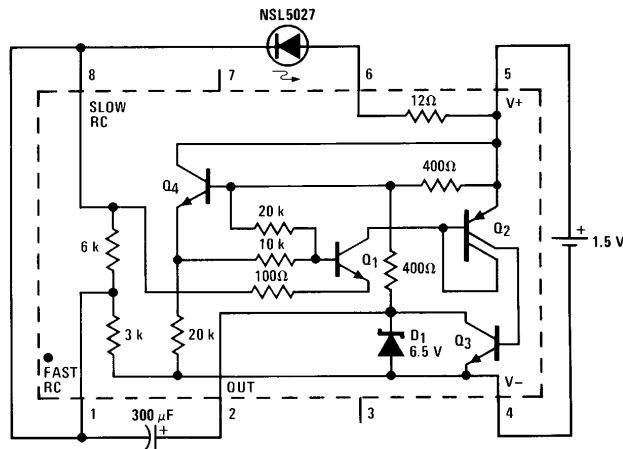 NSL5027
8
7
6
5
SLOW
RC
12Ω
V+
Q4
400Ω
20 k
Q2
6 k
10 k
Q1
400Ω
+
1.5 V
100Ω
3 k
20 k
D1
6.5 V
Q3
FAST
RC
OUT
V−
1
300 μF
+
2
3
4